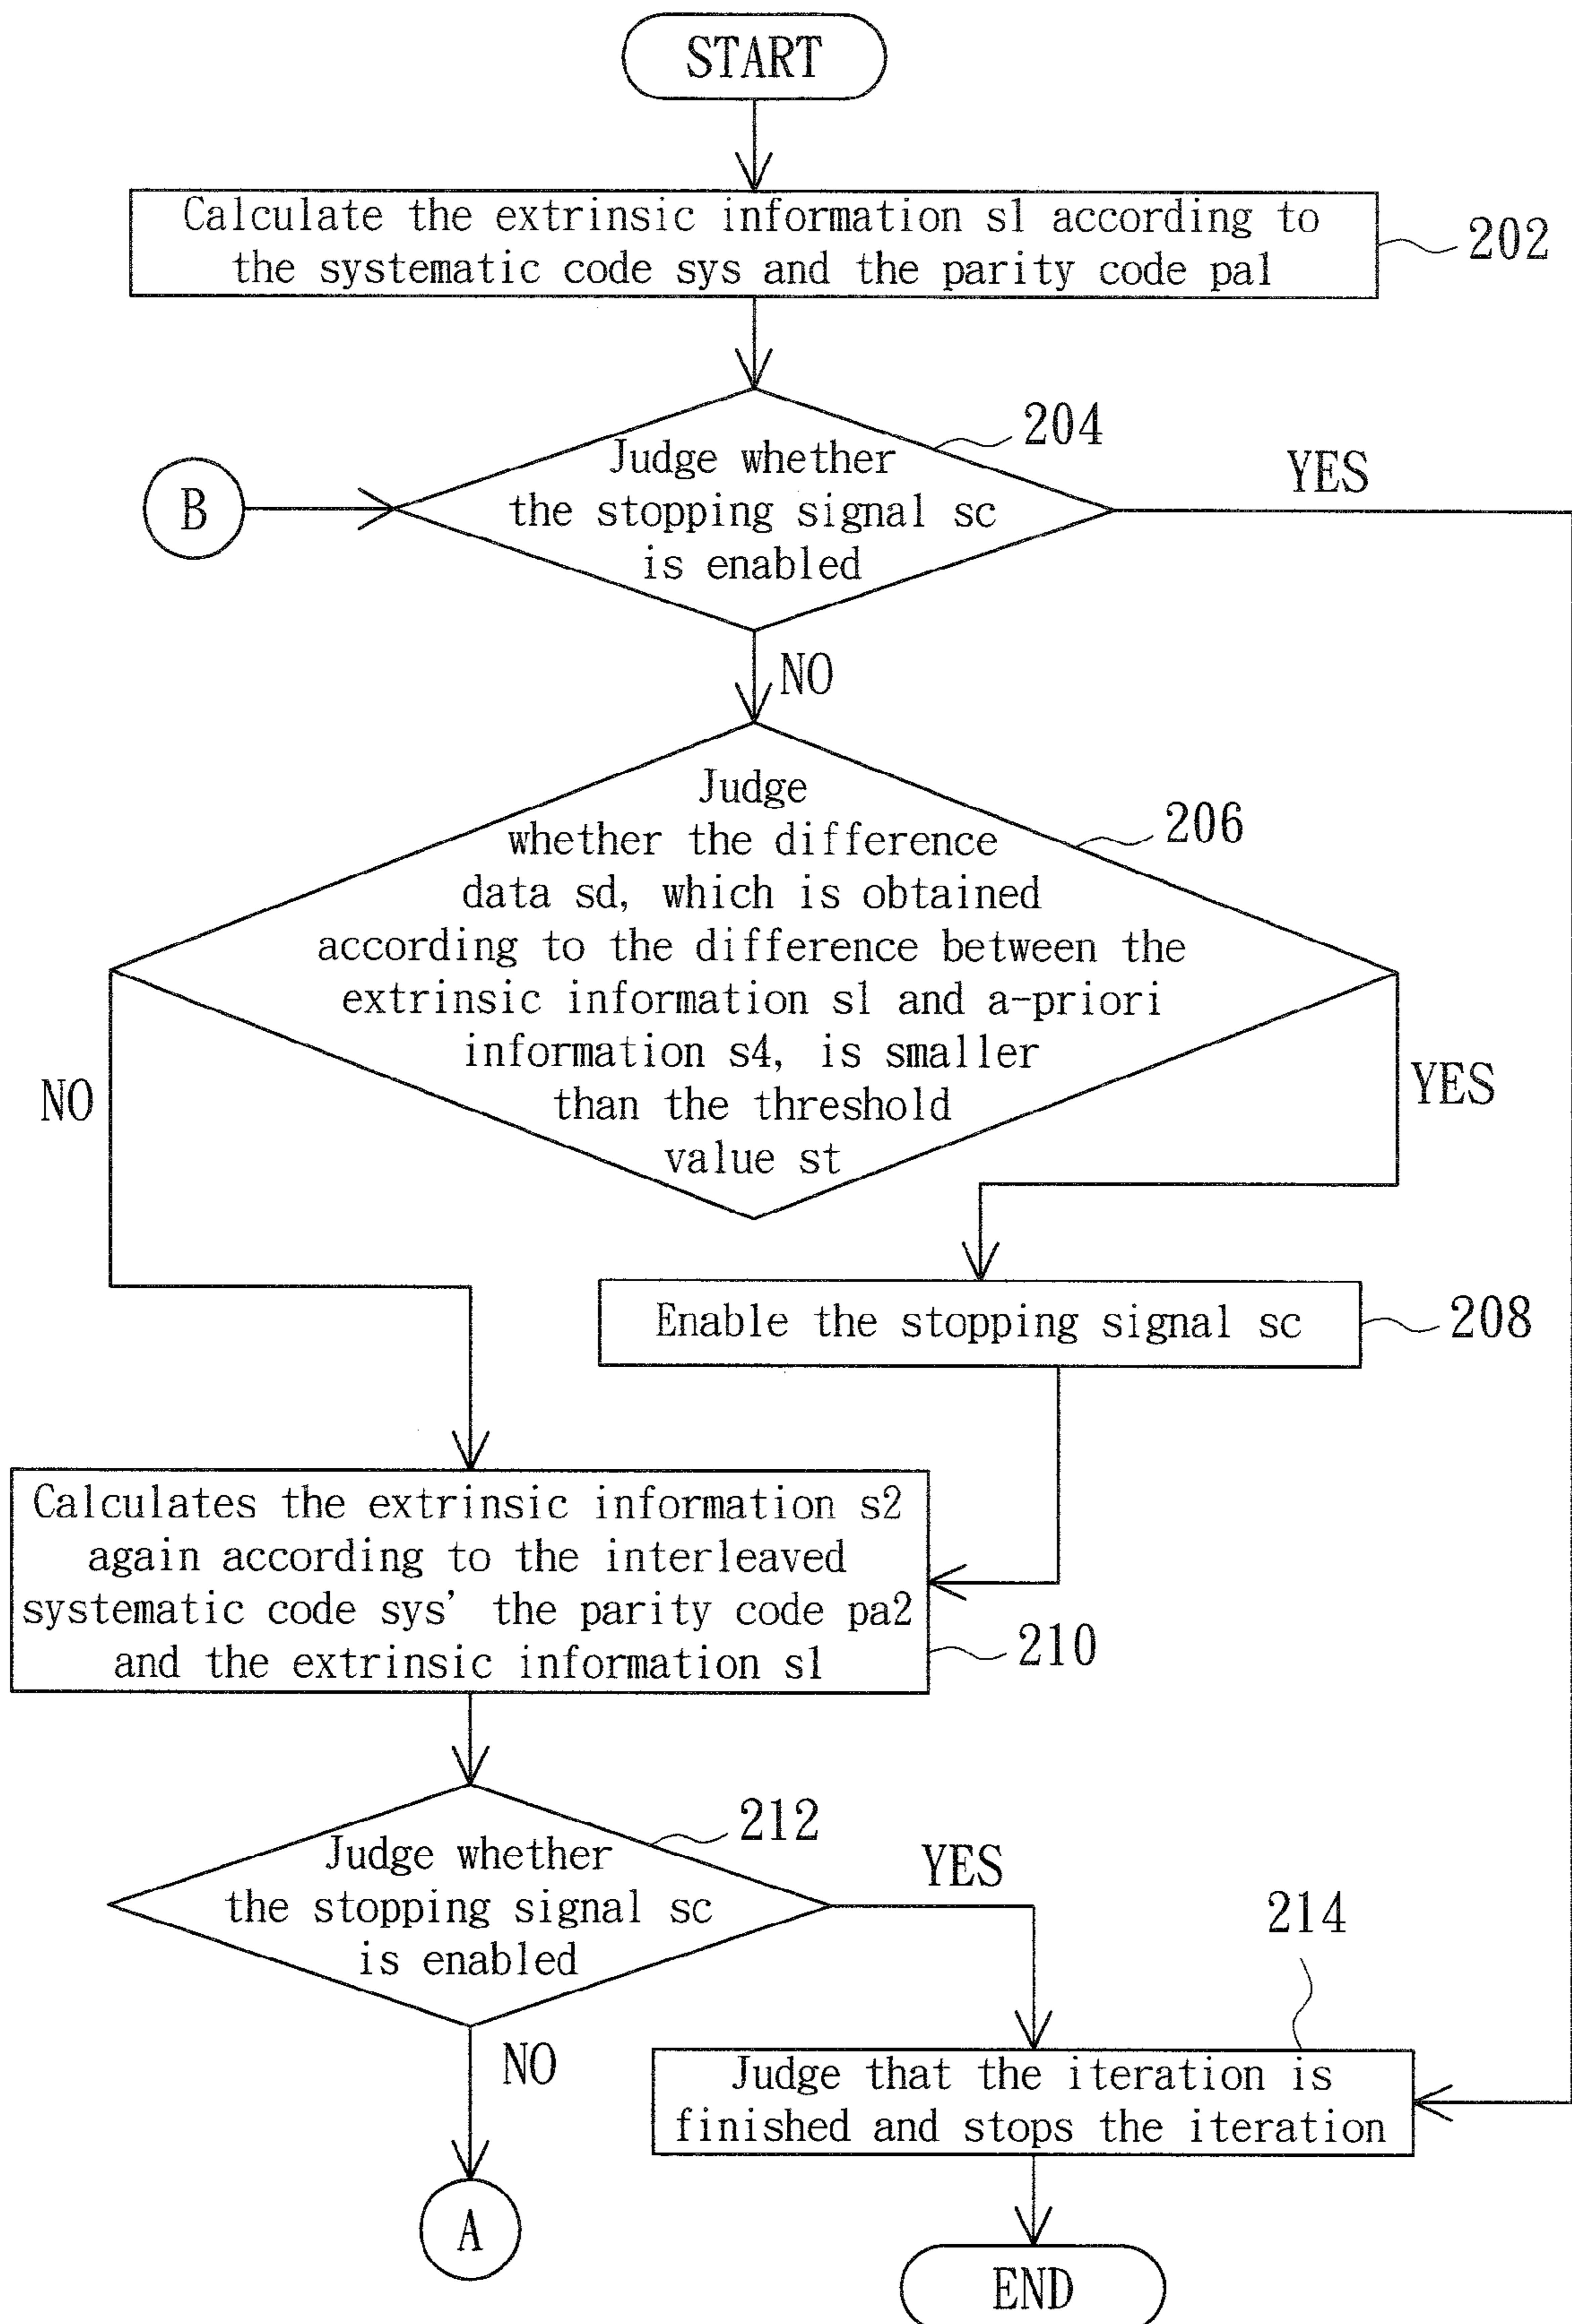 START
Calculate the extrinsic information s1 according to
the systematic code sys and the parity code pa1
202
204
Judge whether
the stopping signal sc
is enabled
YES
B
NO
Judge
whether the difference
data sd, which is obtained
according to the difference between the
extrinsic information s1 and a-priori
information s4, is smaller
than the threshold
value st
206
NO
YES
Enable the stopping signal sc
208
Calculates the extrinsic information s2
again according to the interleaved
systematic code sys' the parity code pa2
and the extrinsic information s1
210
212
Judge whether
the stopping signal sc
is enabled
YES
214
NO
Judge that the iteration is
finished and stops the iteration
A
END